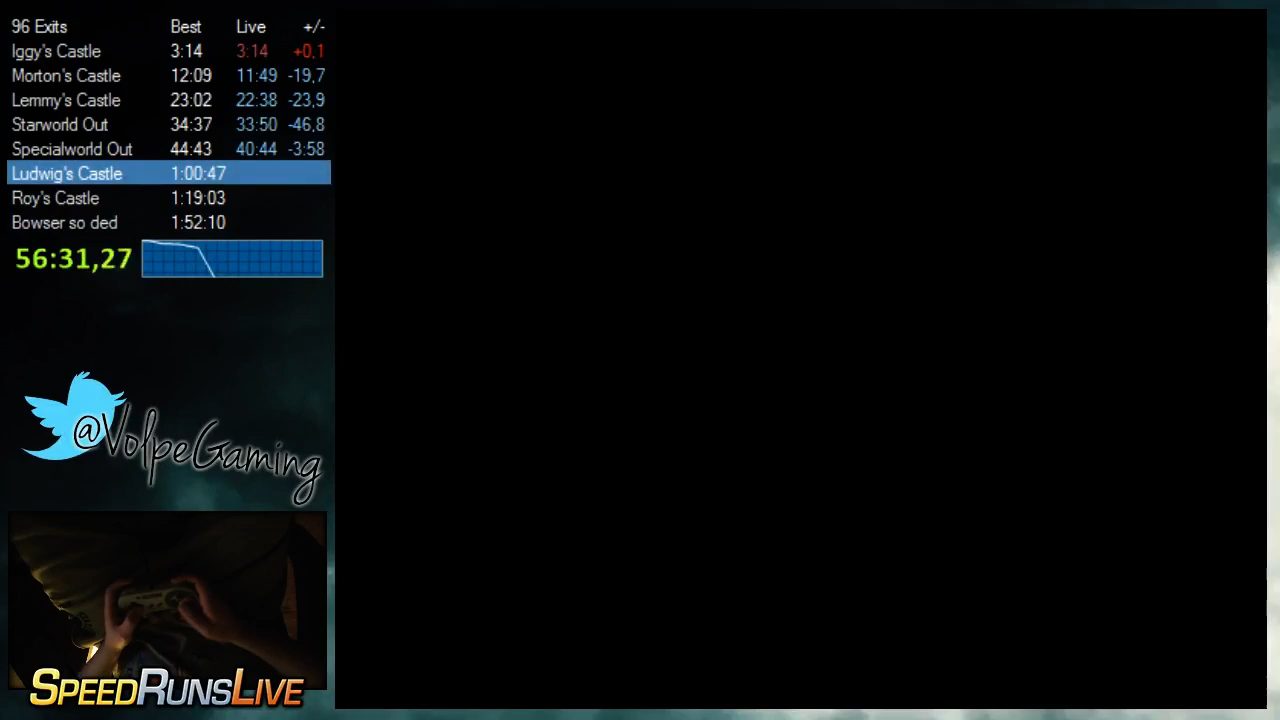 96 Exits Best Live +/-
Iggy's Castle 3:14 3:14 +0,1
Morton's Castle 12:09 11:49 -19,7
Lemmy's Castle 23:02 22:38 -23,9
Starworld Out 34:37 33:50 -46,8
Specialworld Out 44:43 40:44 -3:58
Ludwig's Castle 1:00:47
Roy's Castle 1:19:03
Bowser so ded 1:52:10
56:31,27
@VolpeGaming
SPEEDRUNSLIVE